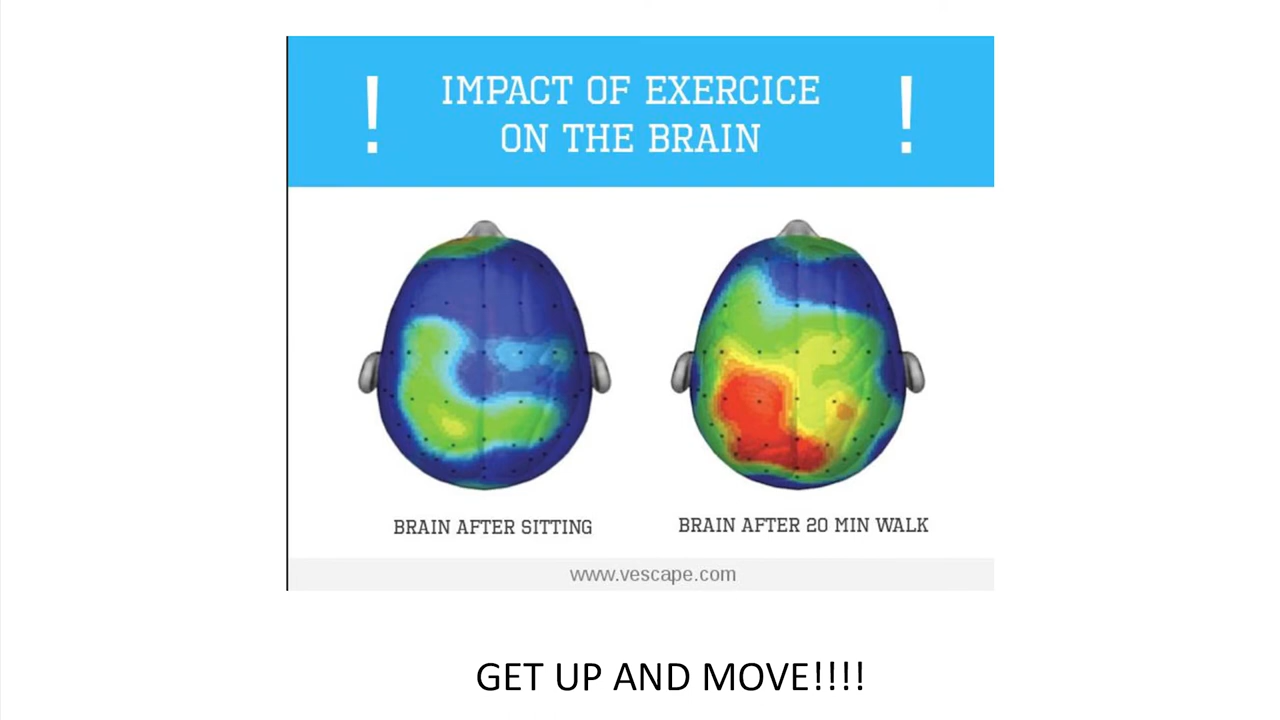 ! IMPACT OF EXERCICE !
ON THE BRAIN
BRAIN AFTER SITTING
BRAIN AFTER 20 MIN WALK
www.vescape.com
GET UP AND MOVE!!!!